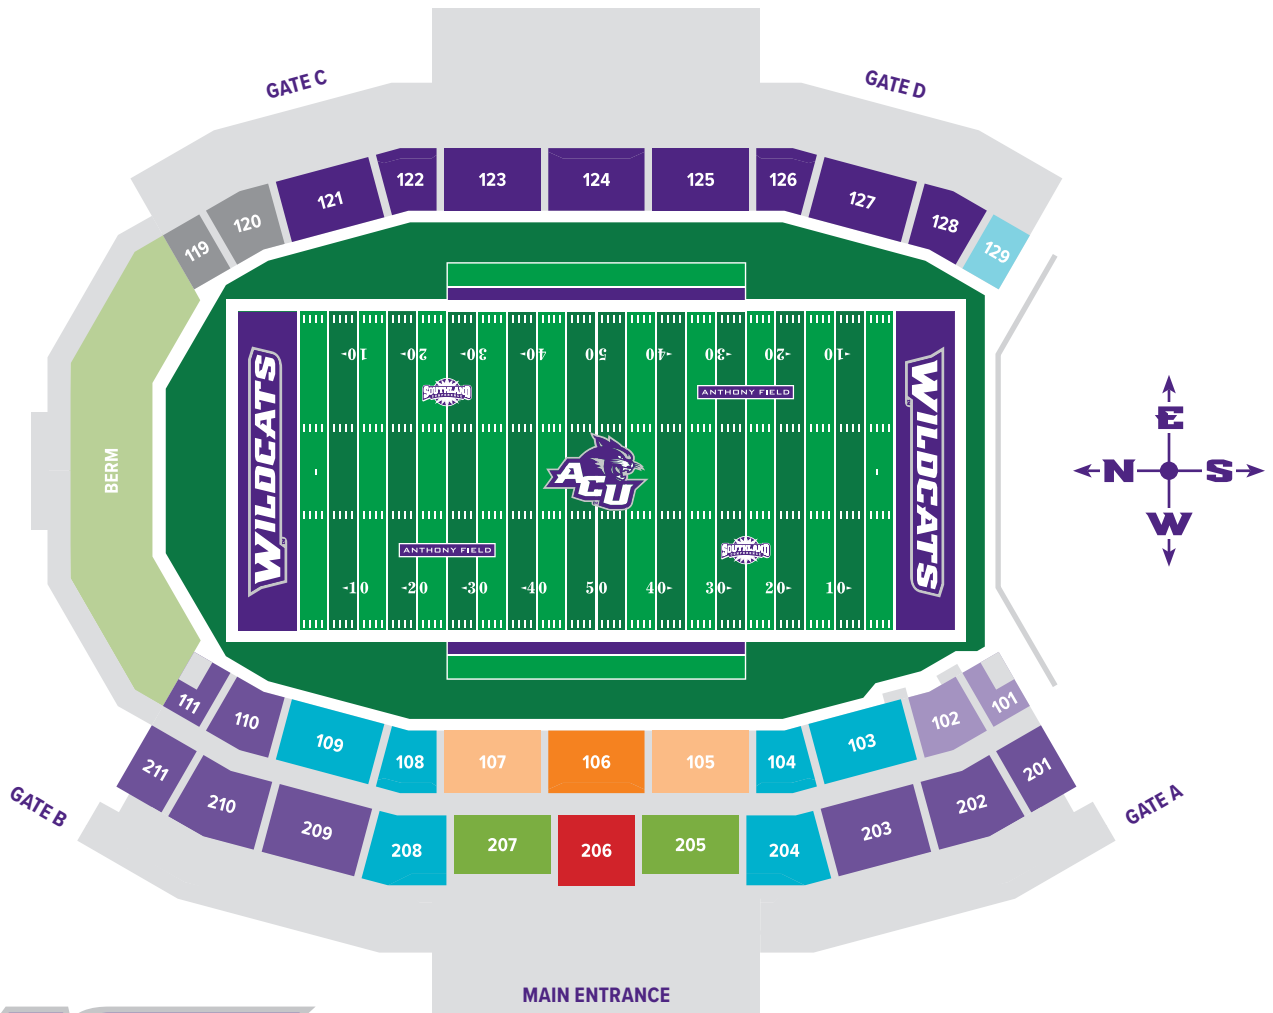 GATE C
GATE D
121
122
123
124
125
126
127
128
129
120
119
10 20 30 40 50 40 30 20 10
SOUTHLAND
ANTHONY FIELD
WILDCATS
WILDCATS
BERM
ACU
E
N
S
W
ANTHONY FIELD
SOUTHLAND
10 20 30 40 50 40 30 20 10
111
110
109
108
107
106
105
104
103
102
101
211
210
209
208
207
206
205
204
203
202
201
GATE B
GATE A
MAIN ENTRANCE